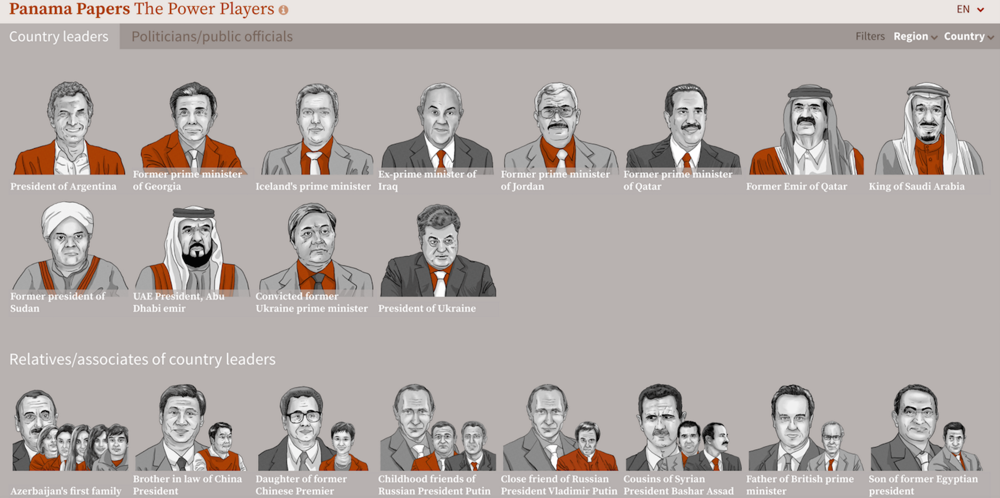 Panama Papers The Power Players
EN
Country leaders
Politicians/public officials
Filters Region Country
President of Argentina
Former prime minister
of Georgia
Iceland's prime minister
Ex-prime minister of
Iraq
Former prime minister
of Jordan
Former prime minister
of Qatar
Former Emir of Qatar
King of Saudi Arabia
Former president of
Sudan
UAE President, Abu
Dhabi emir
Convicted former
Ukraine prime minister
President of Ukraine
Relatives/associates of country leaders
Azerbaijan's first family
Brother in law of China
President
Daughter of former
Chinese Premier
Childhood friends of
Russian President Putin
Close friend of Russian
President Vladimir Putin
Cousins of Syrian
President Bashar Assad
Father of British prime
minister
Son of former Egyptian
president